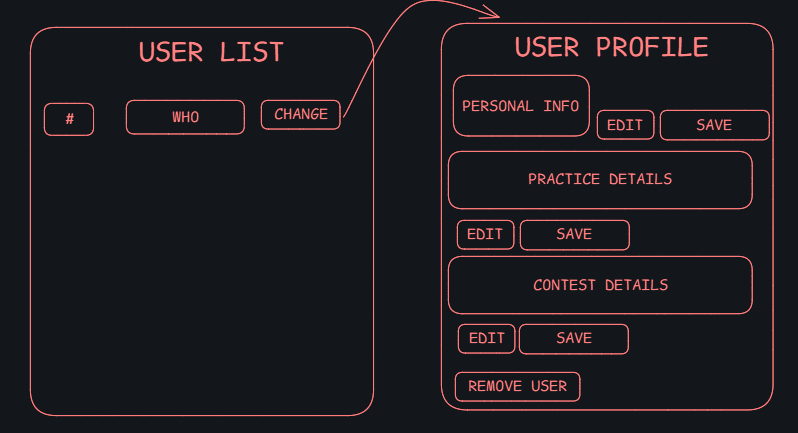 USER LIST
#
WHO
CHANGE
USER PROFILE
PERSONAL INFO
EDIT
SAVE
PRACTICE DETAILS
EDIT
SAVE
CONTEST DETAILS
EDIT
SAVE
REMOVE USER